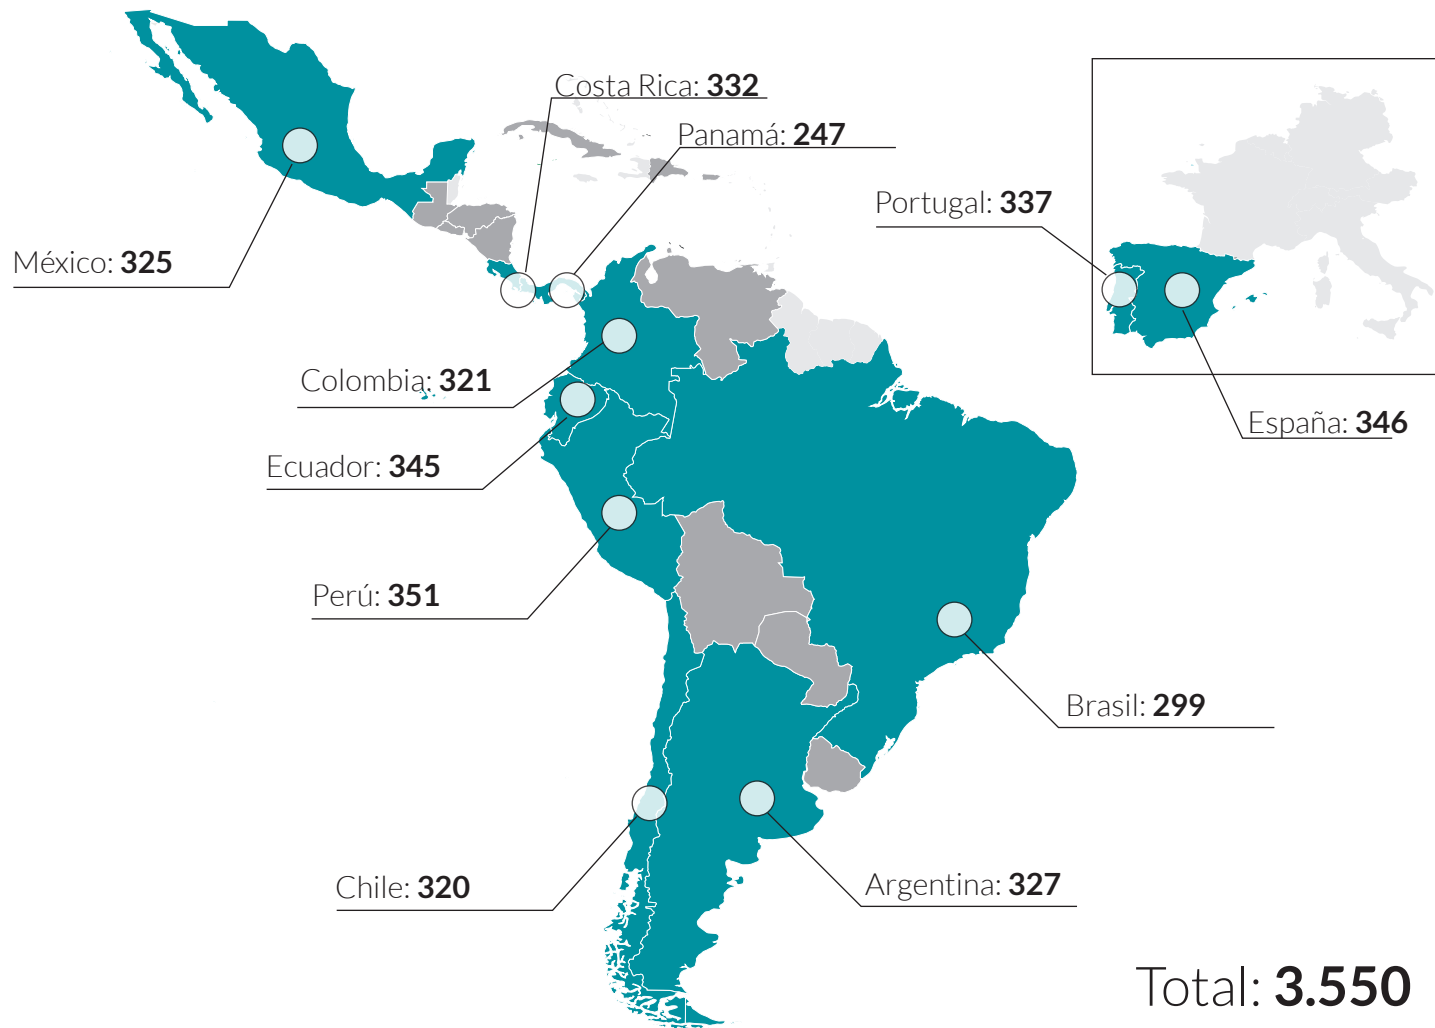 Costa Rica: 332
Panamá: 247
Portugal: 337
México: 325
Colombia: 321
España: 346
Ecuador: 345
Perú: 351
Brasil: 299
Chile: 320
Argentina: 327
Total: 3.550